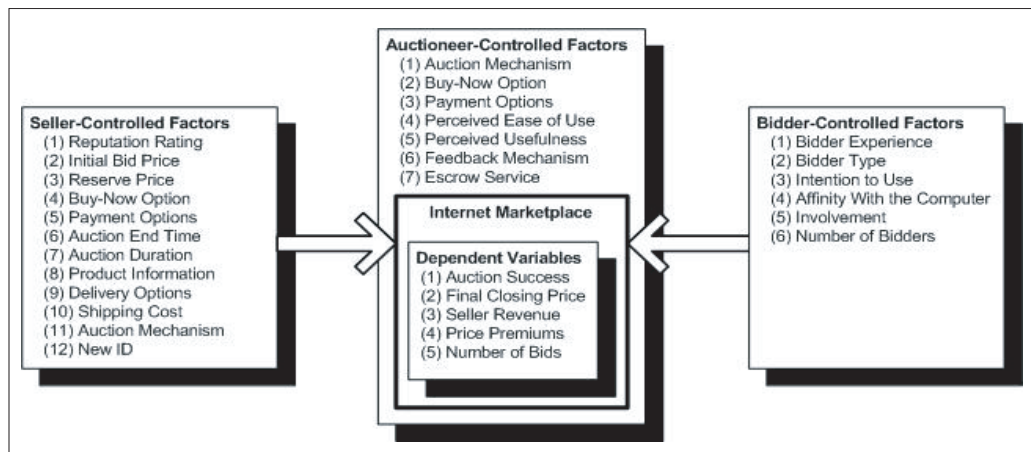 Auctioneer-Controlled Factors
(1) Auction Mechanism
(2) Buy-Now Option
(3) Payment Options
(4) Perceived Ease of Use
(5) Perceived Usefulness
(6) Feedback Mechanism
(7) Escrow Service
Seller-Controlled Factors
(1) Reputation Rating
(2) Initial Bid Price
(3) Reserve Price
(4) Buy-Now Option
(5) Payment Options
(6) Auction End Time
(7) Auction Duration
(8) Product Information
(9) Delivery Options
(10) Shipping Cost
(11) Auction Mechanism
(12) New ID
Internet Marketplace
Dependent Variables
(1) Auction Success
(2) Final Closing Price
(3) Seller Revenue
(4) Price Premiums
(5) Number of Bids
Bidder-Controlled Factors
(1) Bidder Experience
(2) Bidder Type
(3) Intention to Use
(4) Affinity With the Computer
(5) Involvement
(6) Number of Bidders